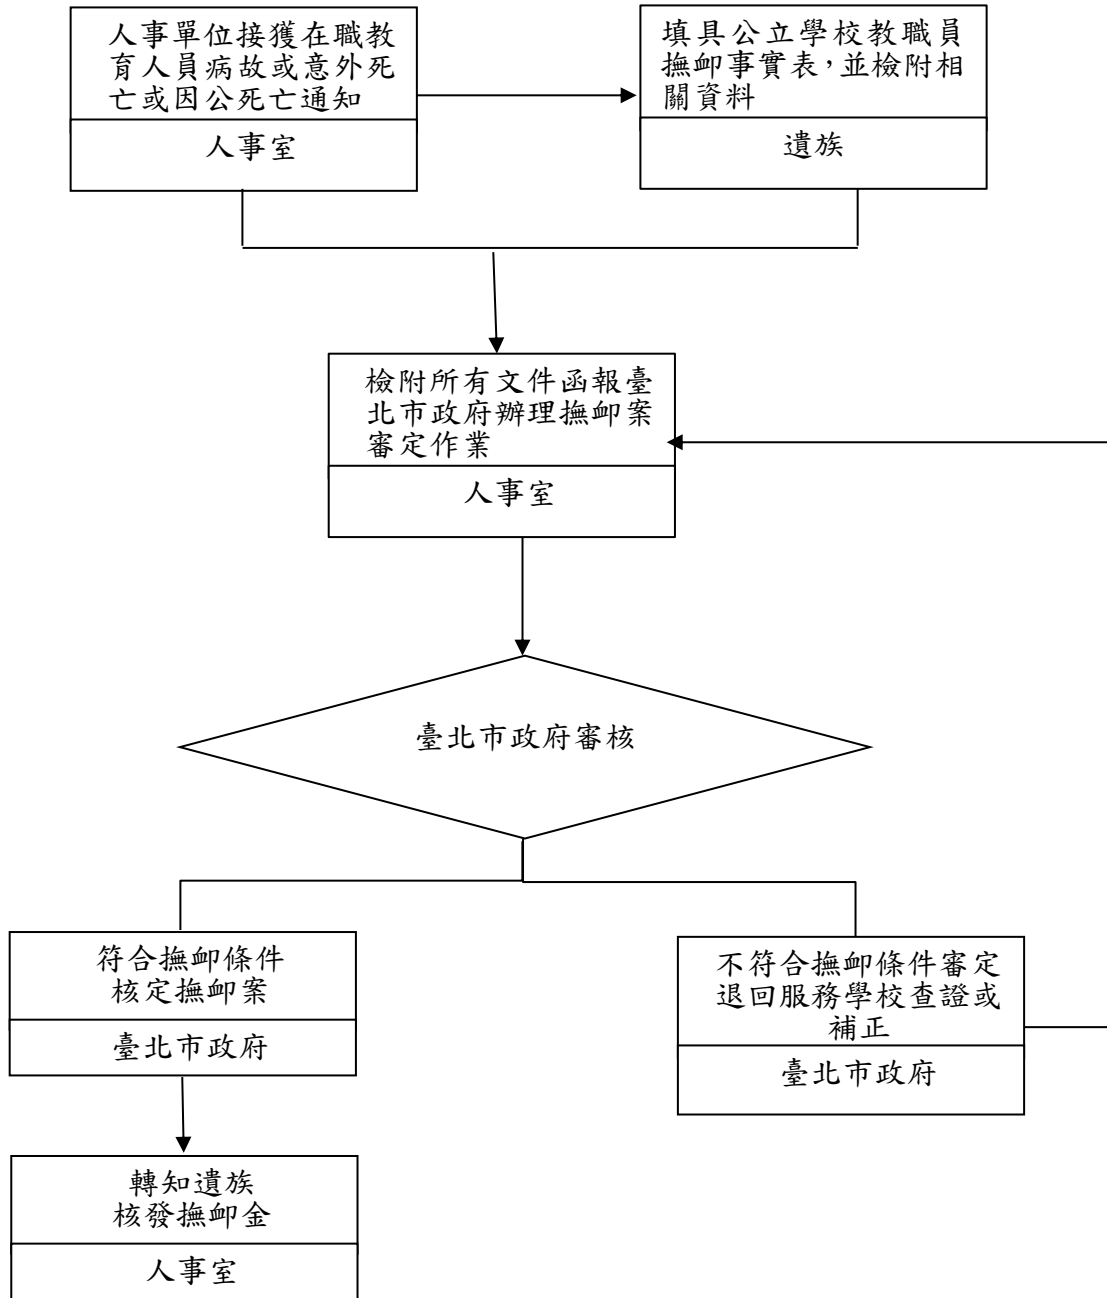 人事單位接獲在職教
育人員病故或意外死
亡或因公死亡通知
人事室
填具公立學校教職員
撫卹事實表，並檢附相
關資料
遺族
檢附所有文件函報臺
北市政府辦理撫卹案
審定作業
人事室
臺北市政府審核
符合撫卹條件
核定撫卹案
臺北市政府
不符合撫卹條件審定
退回服務學校查證或
補正
臺北市政府
轉知遺族
核發撫卹金
人事室